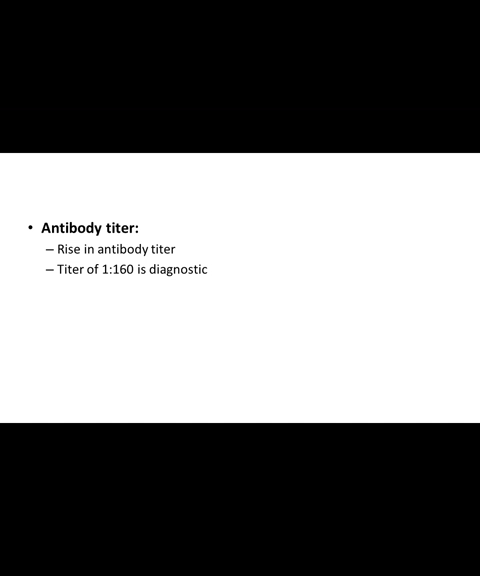 • Antibody titer:
– Rise in antibody titer
– Titer of 1:160 is diagnostic